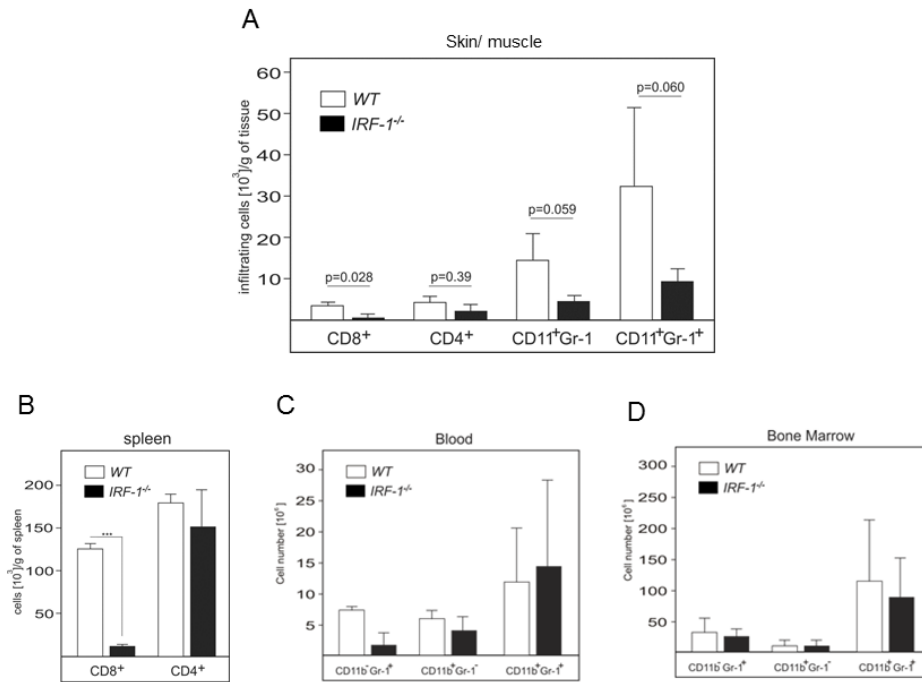 A
Skin/ muscle
infiltrating cells [10³]/g of tissue
60
50
40
30
20
10
WT
IRF-1-/-
p=0.028
p=0.39
p=0.059
p=0.060
CD8+
CD4+
CD11+Gr-1
CD11+Gr-1+
B
spleen
cells [10³]/g of spleen
200
150
100
50
WT
IRF-1-/-
***
CD8+
CD4+
C
Blood
Cell number [10⁶]
30
25
20
15
10
5
WT
IRF-1-/-
CD11b-Gr-1+
CD11b+Gr-1-
CD11b+Gr-1+
D
Bone Marrow
Cell number [10⁶]
300
250
200
150
100
50
WT
IRF-1-/-
CD11b-Gr-1+
CD11b+Gr-1-
CD11b+Gr-1+